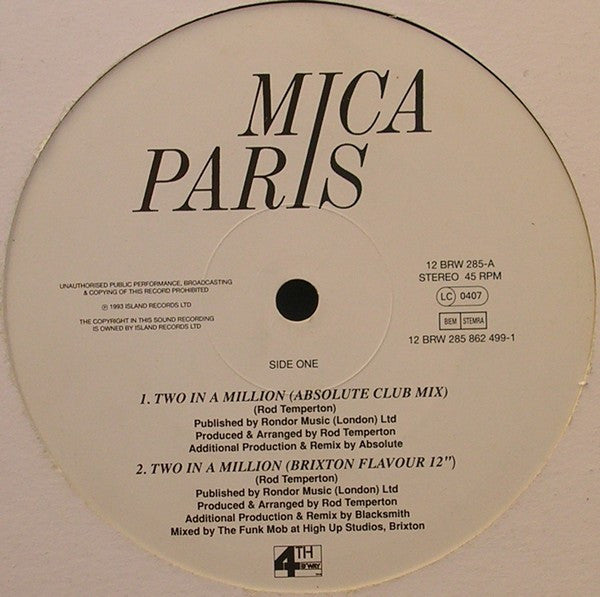 MICA
PARIS
UNAUTHORISED PUBLIC PERFORMANCE, BROADCASTING
& COPYING OF THIS RECORD PROHIBITED
℗ 1993 ISLAND RECORDS LTD
THE COPYRIGHT IN THIS SOUND RECORDING
IS OWNED BY ISLAND RECORDS LTD
12 BRW 285-A
STEREO 45 RPM
LC 0407
BIEM STEMRA
12 BRW 285 862 499-1
SIDE ONE
1. TWO IN A MILLION (ABSOLUTE CLUB MIX)
(Rod Temperton)
Published by Rondor Music (London) Ltd
Produced & Arranged by Rod Temperton
Additional Production & Remix by Absolute
2. TWO IN A MILLION (BRIXTON FLAVOUR 12")
(Rod Temperton)
Published by Rondor Music (London) Ltd
Produced & Arranged by Rod Temperton
Additional Production & Remix by Blacksmith
Mixed by The Funk Mob at High Up Studios, Brixton
4TH
B'WAY